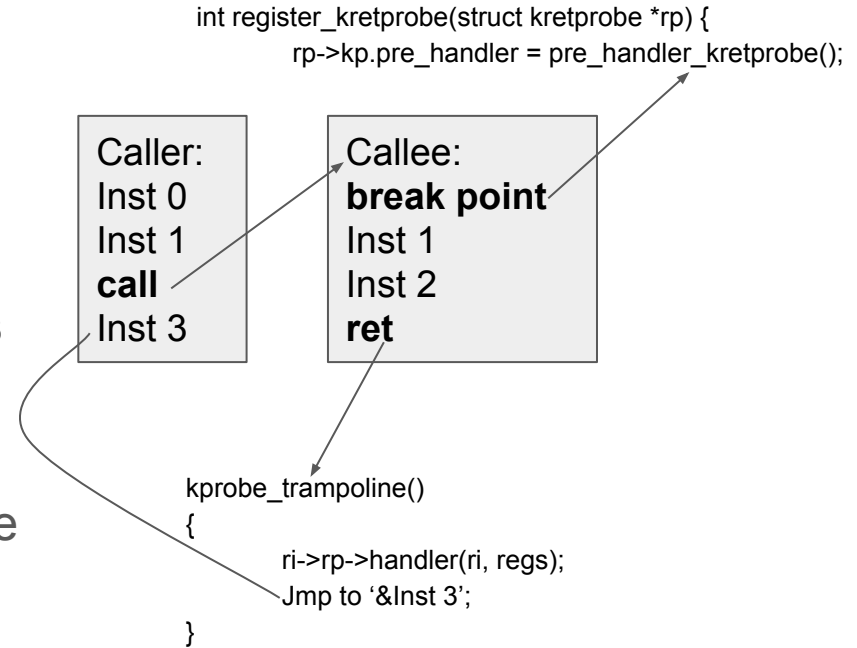 int register_kretprobe(struct kretprobe *rp) {
rp->kp.pre_handler = pre_handler_kretprobe();
Caller:
Inst 0
Inst 1
call
Inst 3
Callee:
break point
Inst 1
Inst 2
ret
kprobe_trampoline()
{
ri->rp->handler(ri, regs);
Jmp to ‘&Inst 3’;
}